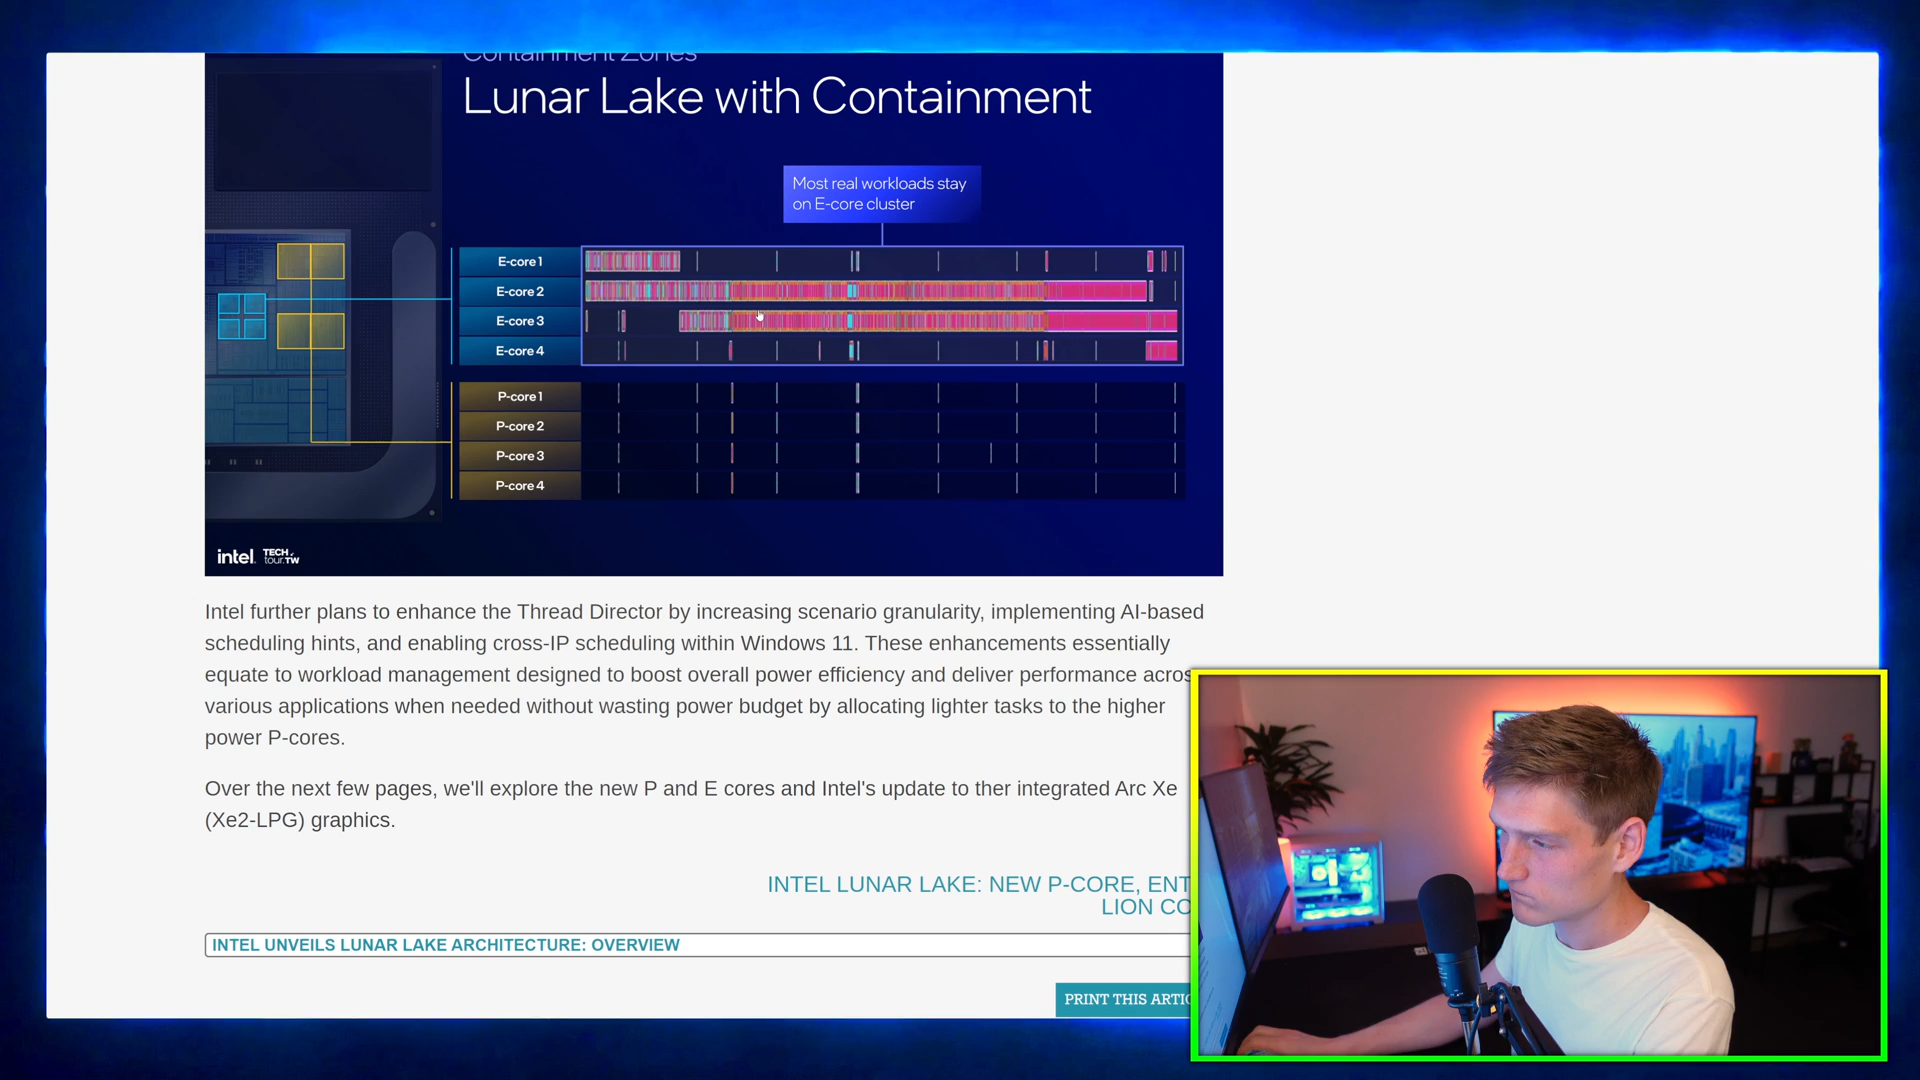 Containment Zones
Lunar Lake with Containment
Most real workloads stay
on E-core cluster
E-core 1
E-core 2
E-core 3
E-core 4
P-core 1
P-core 2
P-core 3
P-core 4
intel. TECH
tour.TW
Intel further plans to enhance the Thread Director by increasing scenario granularity, implementing AI-based
scheduling hints, and enabling cross-IP scheduling within Windows 11. These enhancements essentially
equate to workload management designed to boost overall power efficiency and deliver performance acros
various applications when needed without wasting power budget by allocating lighter tasks to the higher
power P-cores.
Over the next few pages, we'll explore the new P and E cores and Intel's update to ther integrated Arc Xe
(Xe2-LPG) graphics.
INTEL LUNAR LAKE: NEW P-CORE, ENT
LION CO
INTEL UNVEILS LUNAR LAKE ARCHITECTURE: OVERVIEW
PRINT THIS ARTIC